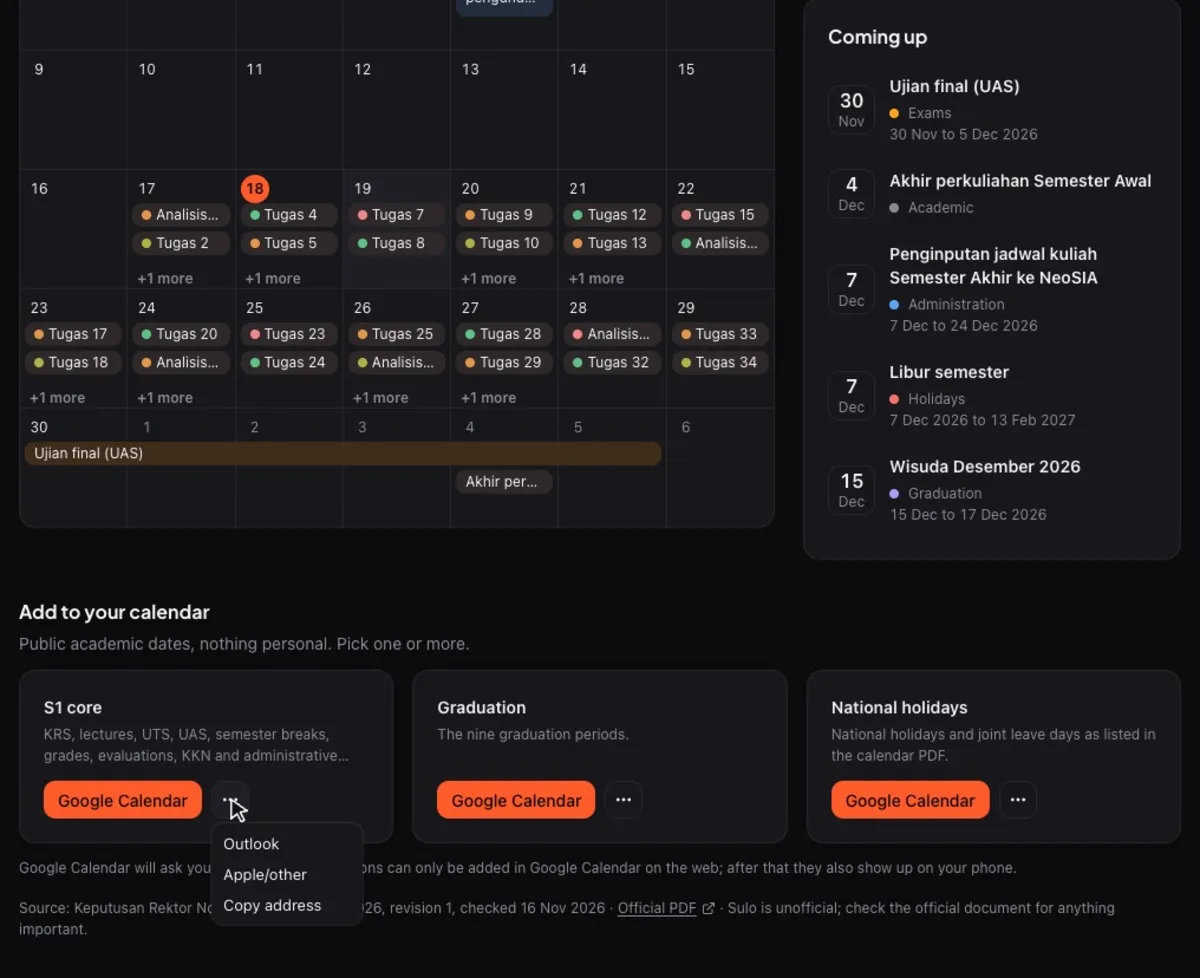 9 10 11 12 13 14 15
16 17 18 19 20 21 22
Analisis... Tugas 4 Tugas 7 Tugas 9 Tugas 12 Tugas 15
Tugas 2 Tugas 5 Tugas 8 Tugas 10 Tugas 13 Analisis...
+1 more +1 more +1 more +1 more
23 24 25 26 27 28 29
Tugas 17 Tugas 20 Tugas 23 Tugas 25 Tugas 28 Analisis... Tugas 33
Tugas 18 Analisis... Tugas 24 Analisis... Tugas 29 Tugas 32 Tugas 34
+1 more +1 more +1 more +1 more
30 1 2 3 4 5 6
Ujian final (UAS)
Akhir per...
Coming up
30
Nov
Ujian final (UAS)
Exams
30 Nov to 5 Dec 2026
4
Dec
Akhir perkuliahan Semester Awal
Academic
7
Dec
Penginputan jadwal kuliah
Semester Akhir ke NeoSIA
Administration
7 Dec to 24 Dec 2026
7
Dec
Libur semester
Holidays
7 Dec 2026 to 13 Feb 2027
15
Dec
Wisuda Desember 2026
Graduation
15 Dec to 17 Dec 2026
Add to your calendar
Public academic dates, nothing personal. Pick one or more.
S1 core
KRS, lectures, UTS, UAS, semester breaks,
grades, evaluations, KKN and administrative...
Google Calendar
Outlook
Apple/other
Copy address
Graduation
The nine graduation periods.
Google Calendar
National holidays
National holidays and joint leave days as listed in
the calendar PDF.
Google Calendar
Google Calendar will ask you ons can only be added in Google Calendar on the web; after that they also show up on your phone.
Source: Keputusan Rektor 26, revision 1, checked 16 Nov 2026 · Official PDF · Sulo is unofficial; check the official document for anything
important.